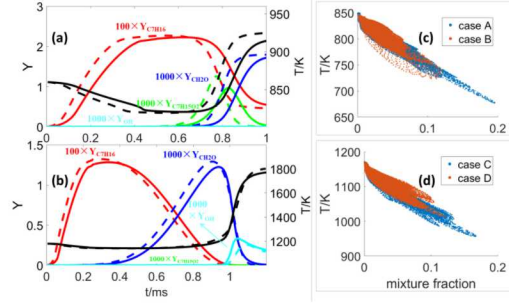 (a)
100×Y_C7H16
1000×Y_CH2O
1000×Y_OH
Y
T/K
3
2
1
0
950
900
850
0 0.2 0.4 0.6 0.8 1
(b)
100×Y_C7H16
1000×Y_CH2O
1000
×Y_OH
Y
T/K
1.5
1
0.5
0
1800
1600
1400
1200
0 0.2 0.4 0.6 0.8 1
t/ms
(c)
case A
case B
T/K
850
800
750
700
650
0 0.1 0.2
(d)
case C
case D
T/K
1200
1100
1000
900
0 0.1 0.2
mixture fraction